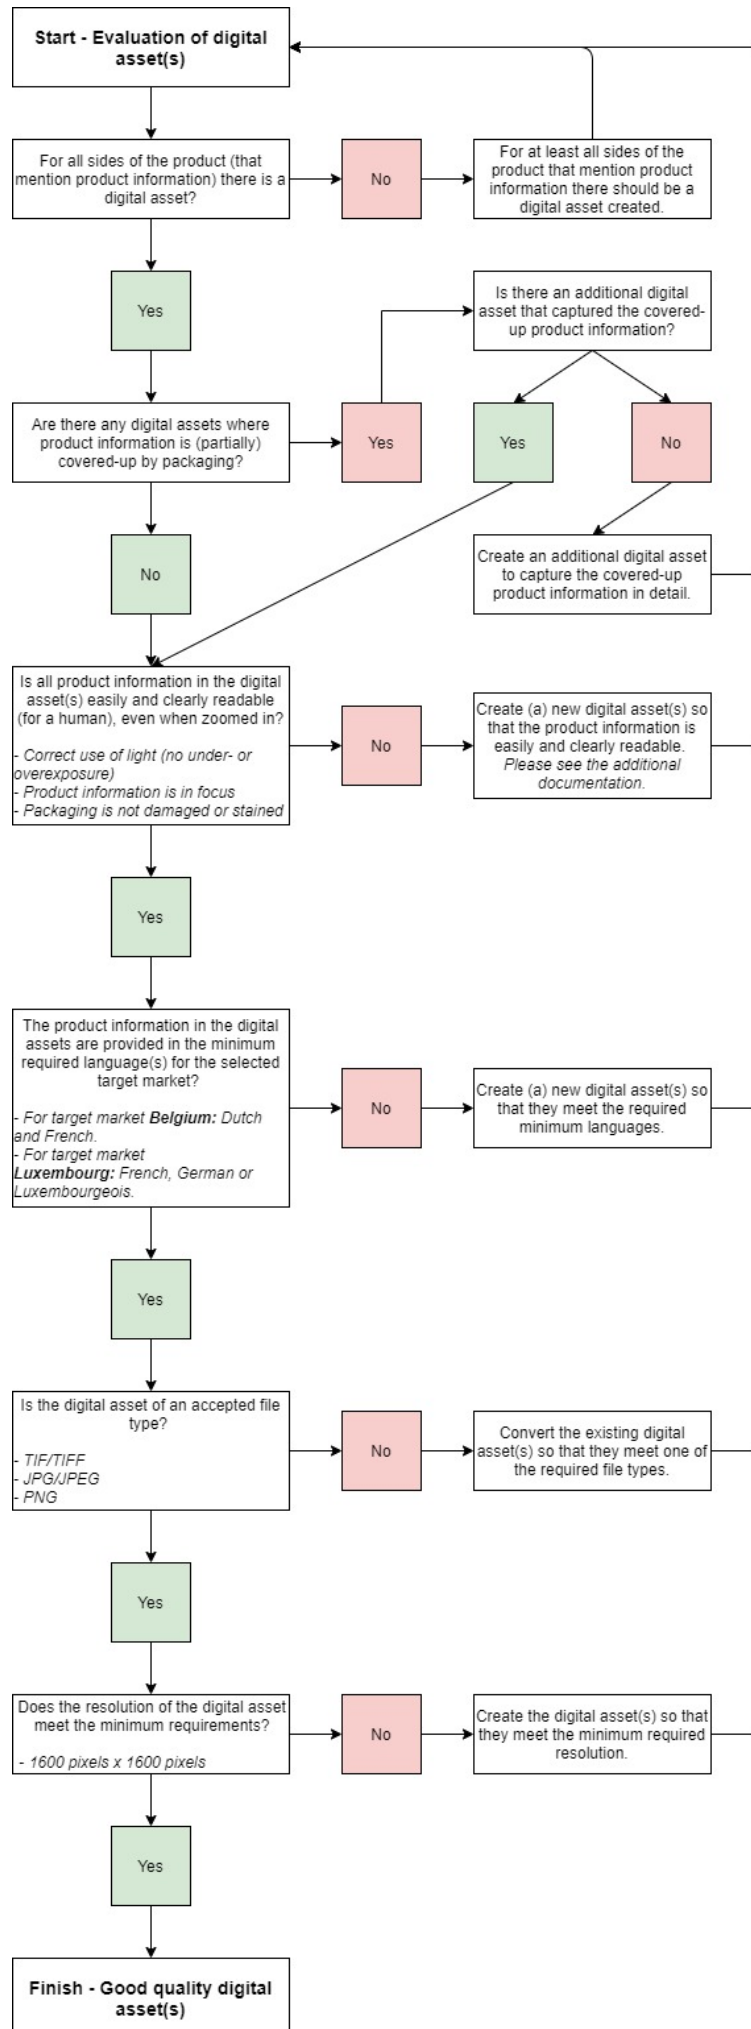 Start - Evaluation of digital
asset(s)
For all sides of the product (that
mention product information) there is a
digital asset?
No
For at least all sides of the
product that mention product
information there should be a
digital asset created.
Yes
Is there an additional digital
asset that captured the covered-
up product information?
Are there any digital assets where
product information is (partially)
covered-up by packaging?
Yes
Yes
No
No
Create an additional digital asset
to capture the covered-up
product information in detail.
Is all product information in the digital
asset(s) easily and clearly readable
(for a human), even when zoomed in?
- Correct use of light (no under- or
overexposure)
- Product information is in focus
- Packaging is not damaged or stained
No
Create (a) new digital asset(s) so
that the product information is
easily and clearly readable.
Please see the additional
documentation.
Yes
The product information in the digital
assets are provided in the minimum
required language(s) for the selected
target market?
- For target market Belgium: Dutch
and French.
- For target market
Luxembourg: French, German or
Luxembourgeois.
No
Create (a) new digital asset(s) so
that they meet the required
minimum languages.
Yes
Is the digital asset of an accepted file
type?
- TIF/TIFF
- JPG/JPEG
- PNG
No
Convert the existing digital
asset(s) so that they meet one of
the required file types.
Yes
Does the resolution of the digital asset
meet the minimum requirements?
- 1600 pixels x 1600 pixels
No
Create the digital asset(s) so that
they meet the minimum required
resolution.
Yes
Finish - Good quality digital
asset(s)